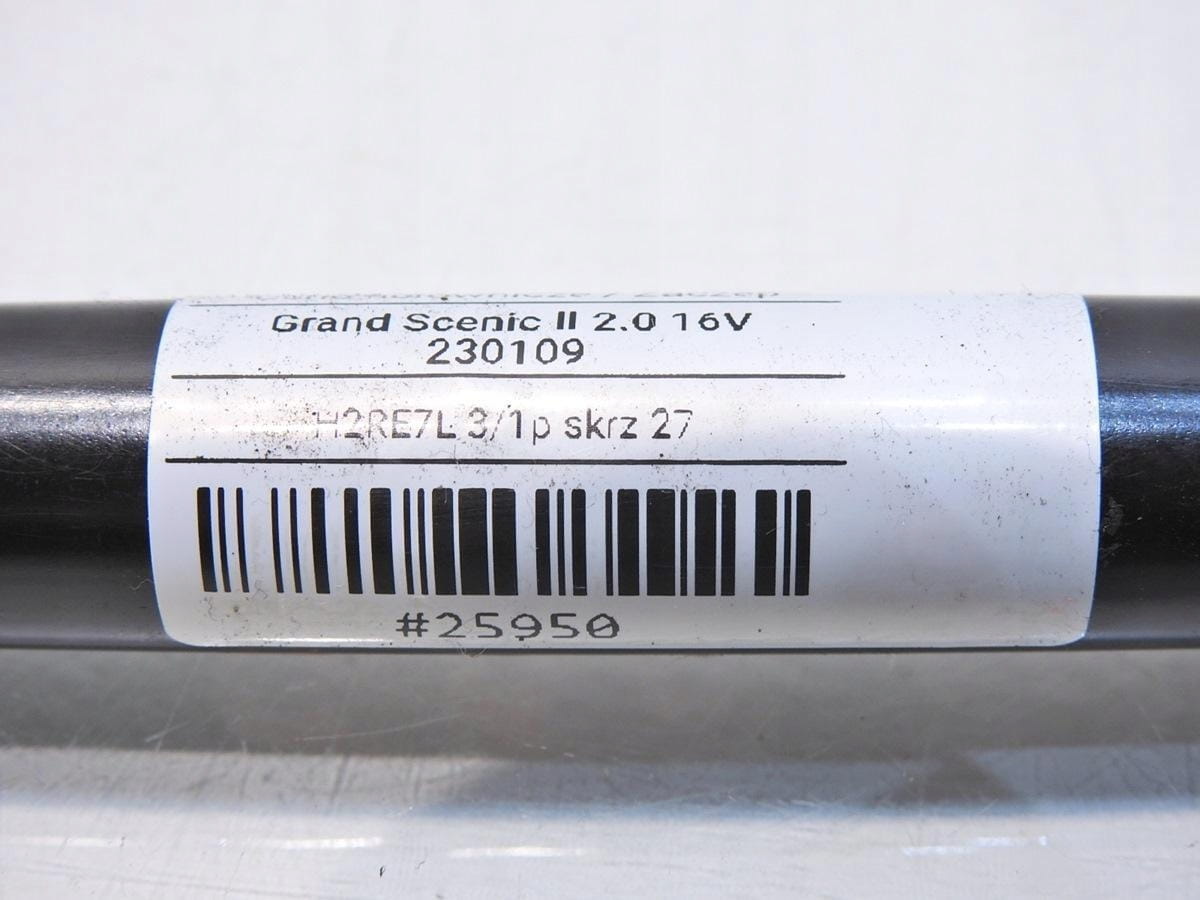 Grand Scenic II 2.0 16V
230109
H2RE7L 3/1p skrz 27
#25950